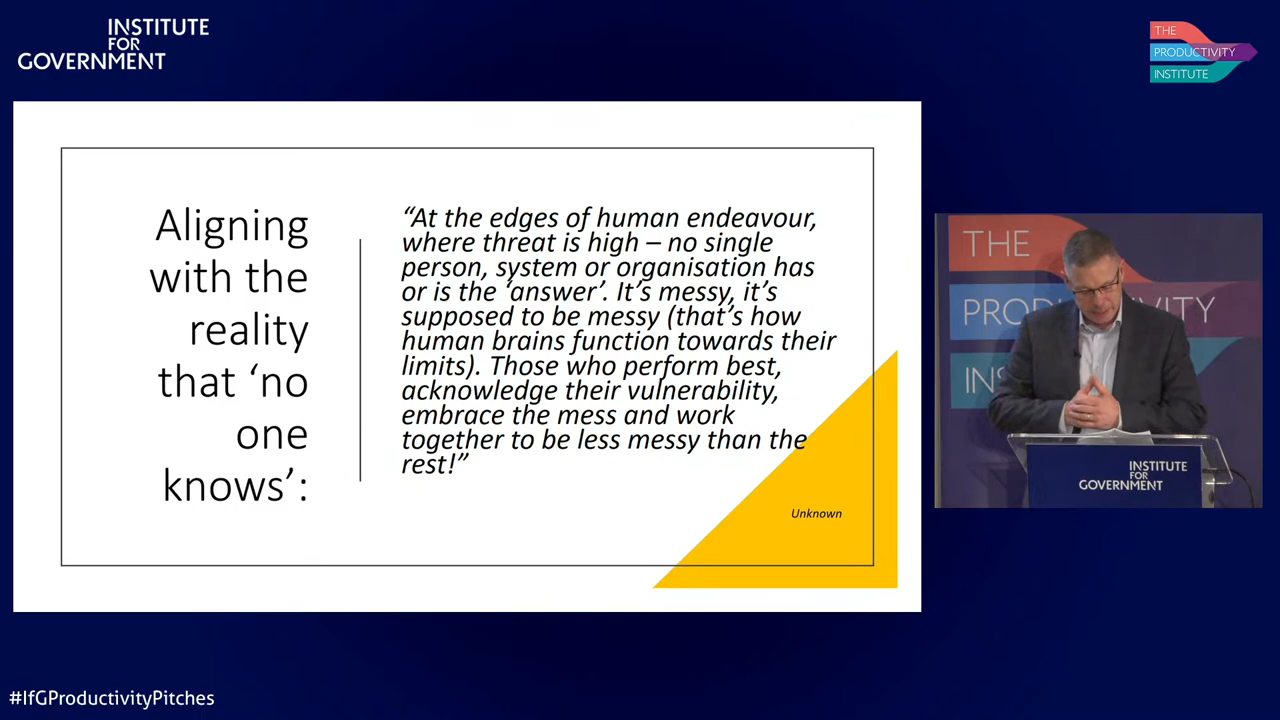 INSTITUTE
FOR
GOVERNMENT
THE
PRODUCTIVITY
INSTITUTE
Aligning
with the
reality
that ‘no
one
knows’:
“At the edges of human endeavour,
where threat is high – no single
person, system or organisation has
or is the ‘answer’. It’s messy, it’s
supposed to be messy (that’s how
human brains function towards their
limits). Those who perform best,
acknowledge their vulnerability,
embrace the mess and work
together to be less messy than the
rest!”
Unknown
THE
INSTITUTE
FOR
GOVERNMENT
#IfGProductivityPitches